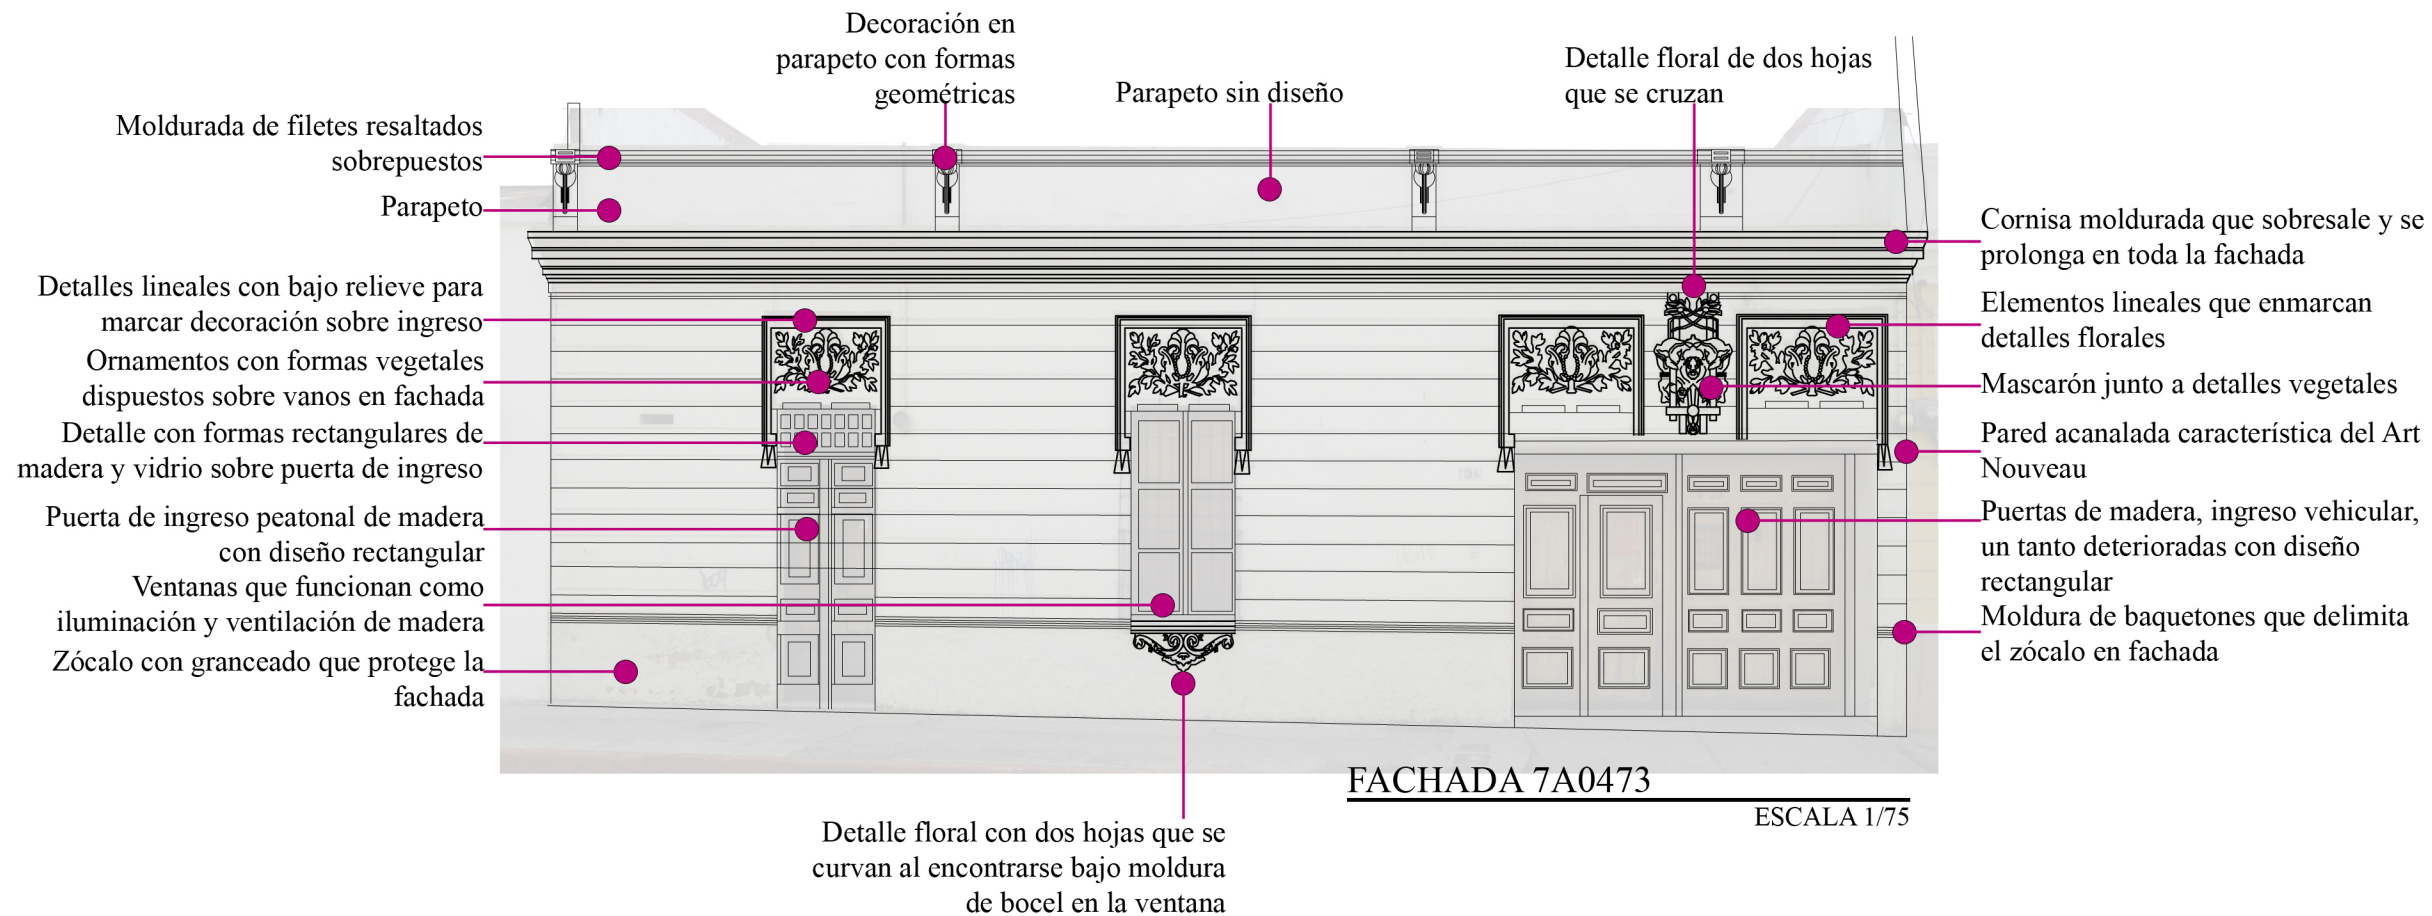 Decoración en
parapeto con formas
geométricas
Parapeto sin diseño
Detalle floral de dos hojas
que se cruzan
Moldurada de filetes resaltados
sobrepuestos
Parapeto
Detalles lineales con bajo relieve para
marcar decoración sobre ingreso
Ornamentos con formas vegetales
dispuestos sobre vanos en fachada
Detalle con formas rectangulares de
madera y vidrio sobre puerta de ingreso
Puerta de ingreso peatonal de madera
con diseño rectangular
Ventanas que funcionan como
iluminación y ventilación de madera
Zócalo con granceado que protege la
fachada
Cornisa moldurada que sobresale y se
prolonga en toda la fachada
Elementos lineales que enmarcan
detalles florales
Mascarón junto a detalles vegetales
Pared acanalada característica del Art
Nouveau
Puertas de madera, ingreso vehicular,
un tanto deterioradas con diseño
rectangular
Moldura de baquetones que delimita
el zócalo en fachada
FACHADA 7A0473
ESCALA 1/75
Detalle floral con dos hojas que se
curvan al encontrarse bajo moldura
de bocel en la ventana